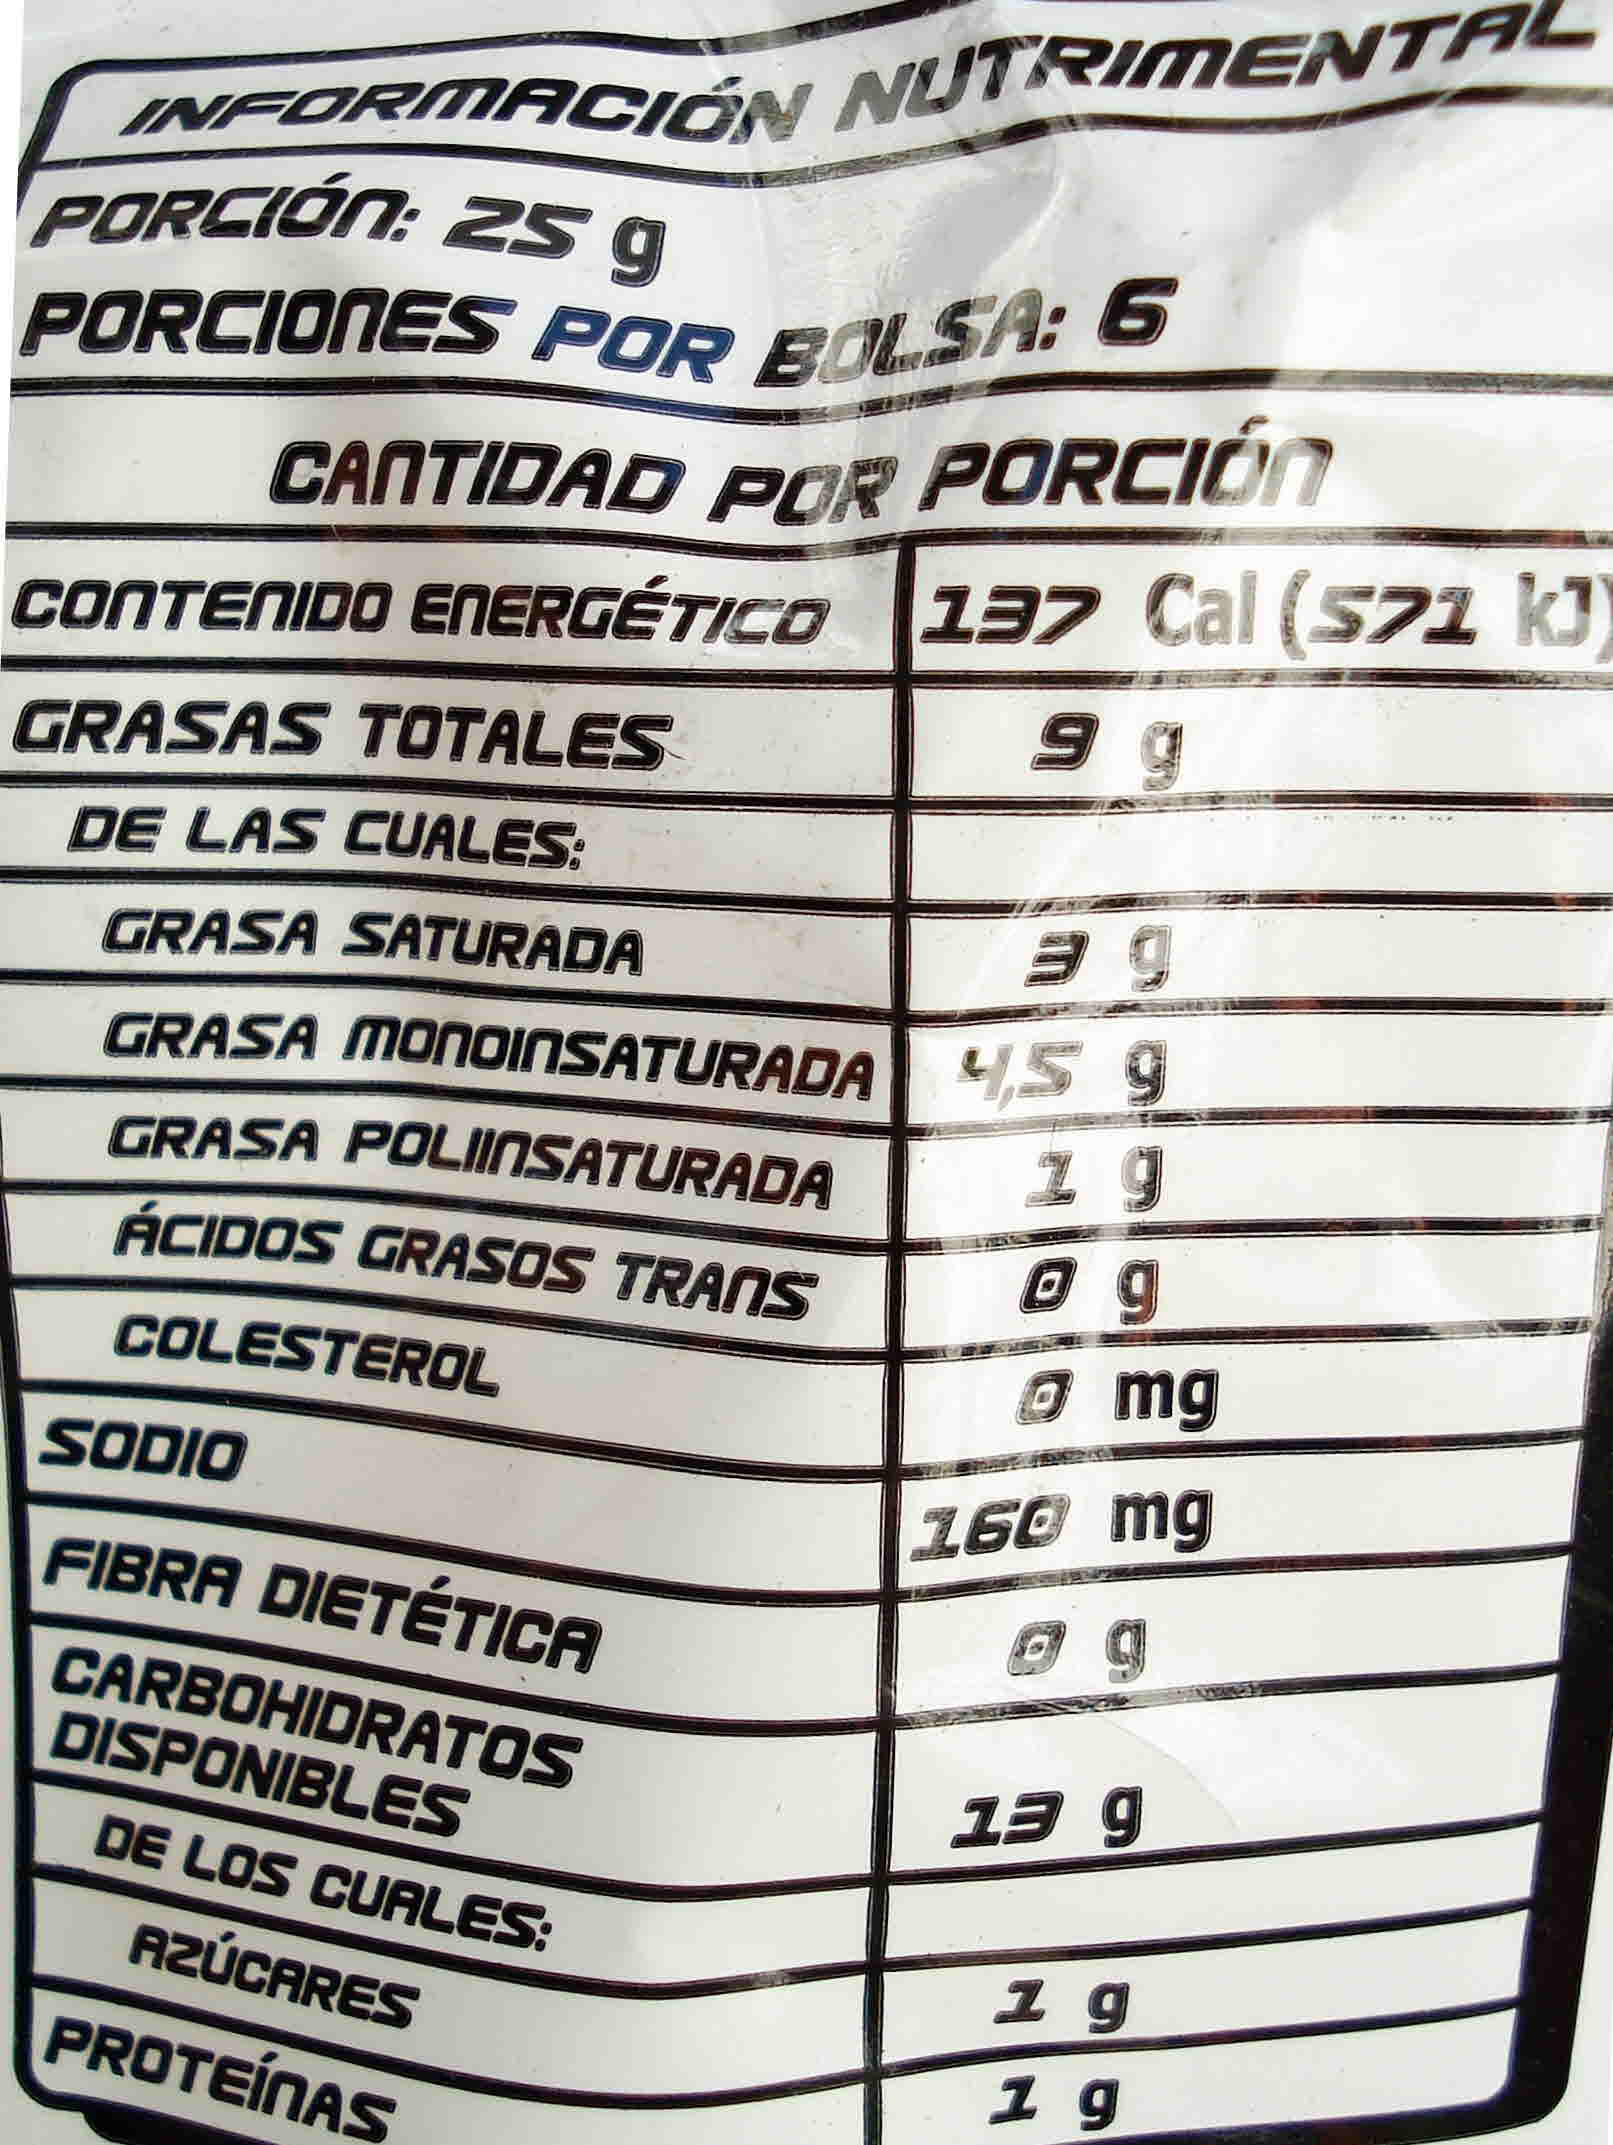 INFORMACIÓN NUTRIMENTAL
PORCIÓN: 25 g
PORCIONES POR BOLSA: 6
CANTIDAD POR PORCIÓN
CONTENIDO ENERGÉTICO 137 Cal (571 kJ)
GRASAS TOTALES 9 g
DE LAS CUALES:
GRASA SATURADA 3 g
GRASA MONOINSATURADA 4,5 g
GRASA POLIINSATURADA 1 g
ÁCIDOS GRASOS TRANS 0 g
COLESTEROL 0 mg
SODIO 160 mg
FIBRA DIETÉTICA 0 g
CARBOHIDRATOS
DISPONIBLES 13 g
DE LOS CUALES:
AZÚCARES 1 g
PROTEÍNAS 1 g